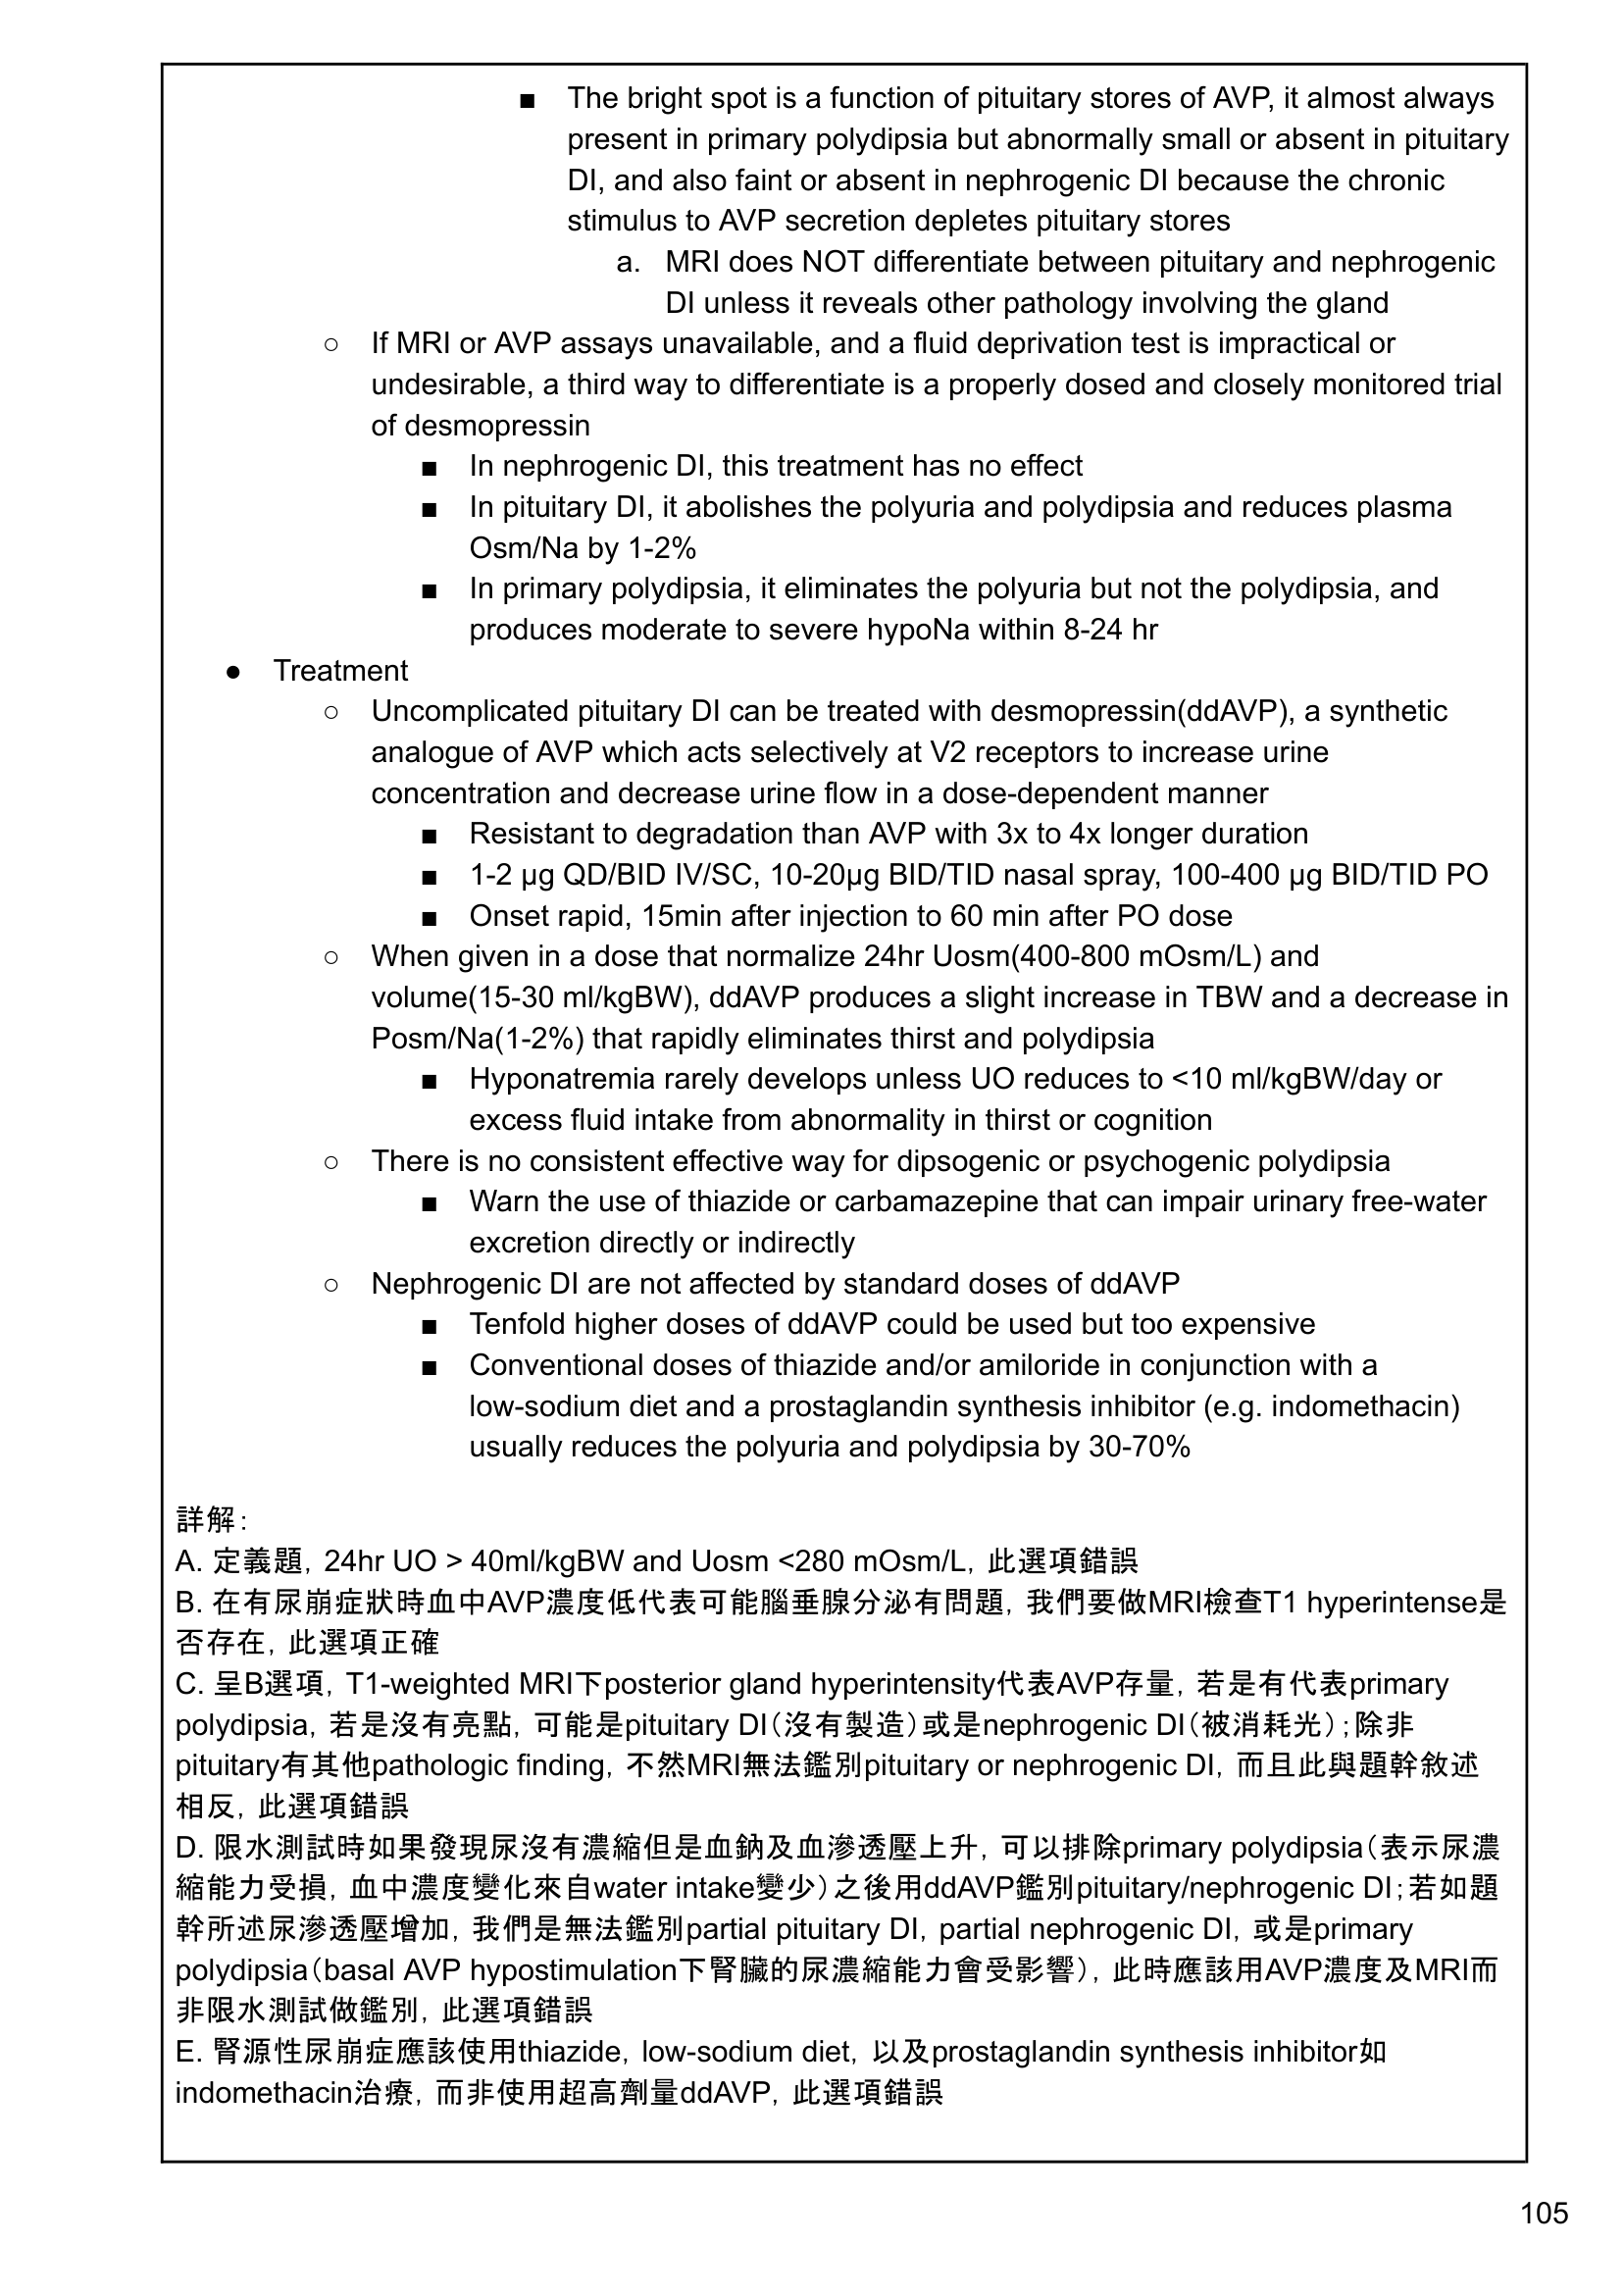 ■ The bright spot is a function of pituitary stores of AVP, it almost always
present in primary polydipsia but abnormally small or absent in pituitary
DI, and also faint or absent in nephrogenic DI because the chronic
stimulus to AVP secretion depletes pituitary stores
a. MRI does NOT differentiate between pituitary and nephrogenic
DI unless it reveals other pathology involving the gland
○ If MRI or AVP assays unavailable, and a fluid deprivation test is impractical or
undesirable, a third way to differentiate is a properly dosed and closely monitored trial
of desmopressin
■ In nephrogenic DI, this treatment has no effect
■ In pituitary DI, it abolishes the polyuria and polydipsia and reduces plasma
Osm/Na by 1-2%
■ In primary polydipsia, it eliminates the polyuria but not the polydipsia, and
produces moderate to severe hypoNa within 8-24 hr
● Treatment
○ Uncomplicated pituitary DI can be treated with desmopressin(ddAVP), a synthetic
analogue of AVP which acts selectively at V2 receptors to increase urine
concentration and decrease urine flow in a dose-dependent manner
■ Resistant to degradation than AVP with 3x to 4x longer duration
■ 1-2 μg QD/BID IV/SC, 10-20μg BID/TID nasal spray, 100-400 μg BID/TID PO
■ Onset rapid, 15min after injection to 60 min after PO dose
○ When given in a dose that normalize 24hr Uosm(400-800 mOsm/L) and
volume(15-30 ml/kgBW), ddAVP produces a slight increase in TBW and a decrease in
Posm/Na(1-2%) that rapidly eliminates thirst and polydipsia
■ Hyponatremia rarely develops unless UO reduces to <10 ml/kgBW/day or
excess fluid intake from abnormality in thirst or cognition
○ There is no consistent effective way for dipsogenic or psychogenic polydipsia
■ Warn the use of thiazide or carbamazepine that can impair urinary free-water
excretion directly or indirectly
○ Nephrogenic DI are not affected by standard doses of ddAVP
■ Tenfold higher doses of ddAVP could be used but too expensive
■ Conventional doses of thiazide and/or amiloride in conjunction with a
low-sodium diet and a prostaglandin synthesis inhibitor (e.g. indomethacin)
usually reduces the polyuria and polydipsia by 30-70%
詳解：
A. 定義題，24hr UO > 40ml/kgBW and Uosm <280 mOsm/L，此選項錯誤
B. 在有尿崩症狀時血中AVP濃度低代表可能腦垂腺分泌有問題，我們要做MRI檢查T1 hyperintense是
否存在，此選項正確
C. 呈B選項，T1-weighted MRI下posterior gland hyperintensity代表AVP存量，若是有代表primary
polydipsia，若是沒有亮點，可能是pituitary DI（沒有製造）或是nephrogenic DI（被消耗光）；除非
pituitary有其他pathologic finding，不然MRI無法鑑別pituitary or nephrogenic DI，而且此與題幹敘述
相反，此選項錯誤
D. 限水測試時如果發現尿沒有濃縮但是血鈉及血滲透壓上升，可以排除primary polydipsia（表示尿濃
縮能力受損，血中濃度變化來自water intake變少）之後用ddAVP鑑別pituitary/nephrogenic DI；若如題
幹所述尿滲透壓增加，我們是無法鑑別partial pituitary DI，partial nephrogenic DI，或是primary
polydipsia（basal AVP hypostimulation下腎臟的尿濃縮能力會受影響），此時應該用AVP濃度及MRI而
非限水測試做鑑別，此選項錯誤
E. 腎源性尿崩症應該使用thiazide，low-sodium diet，以及prostaglandin synthesis inhibitor如
indomethacin治療，而非使用超高劑量ddAVP，此選項錯誤
105